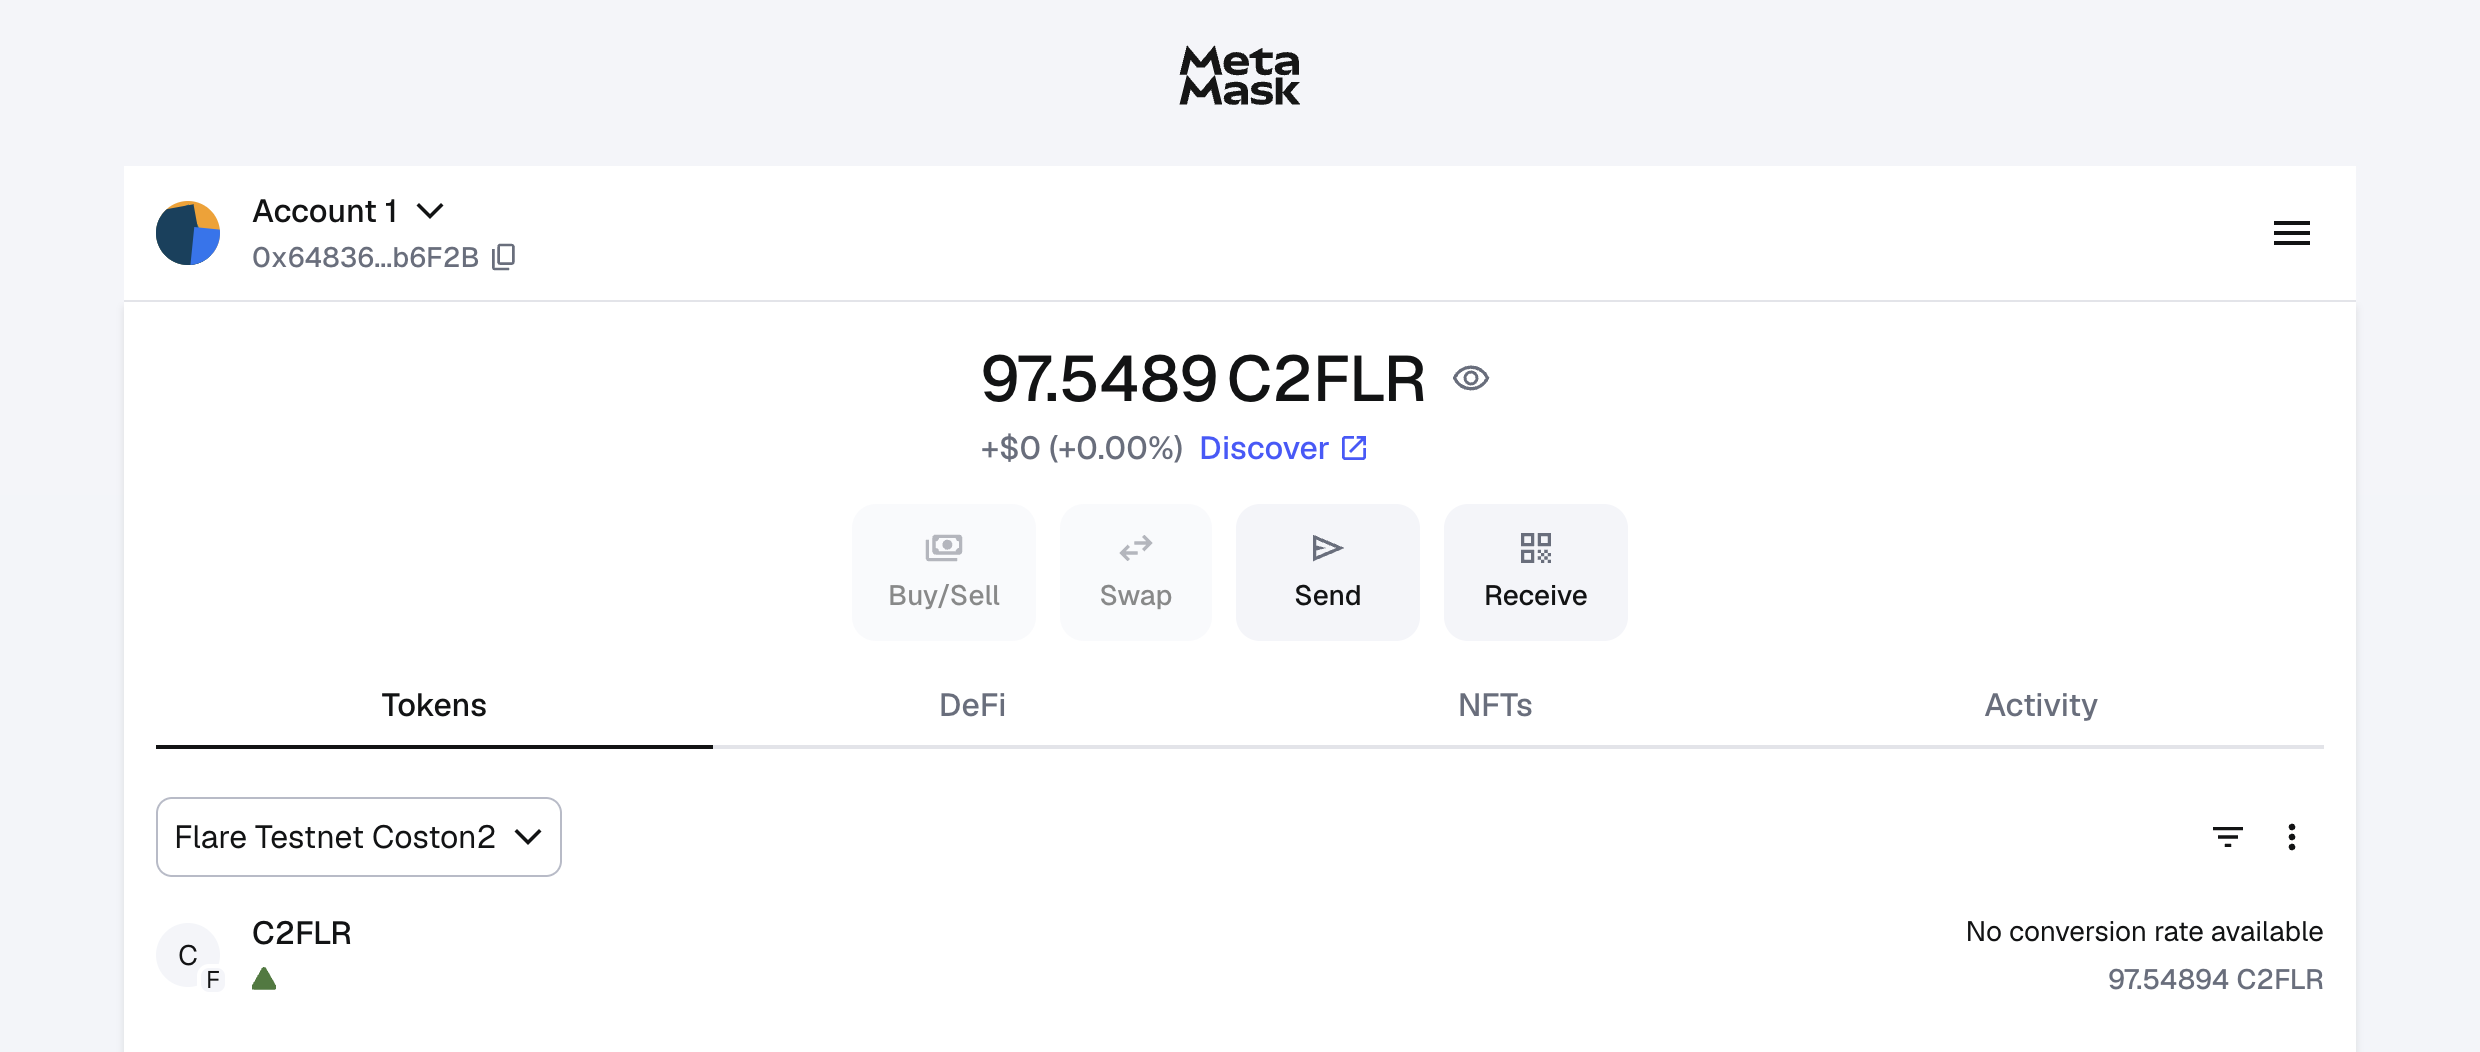 Meta
Mask
Account 1
0x64836...b6F2B
97.5489 C2FLR
+$0 (+0.00%) Discover
Buy/Sell
Swap
Send
Receive
Tokens
DeFi
NFTs
Activity
Flare Testnet Coston2
C
F
C2FLR
No conversion rate available
97.54894 C2FLR